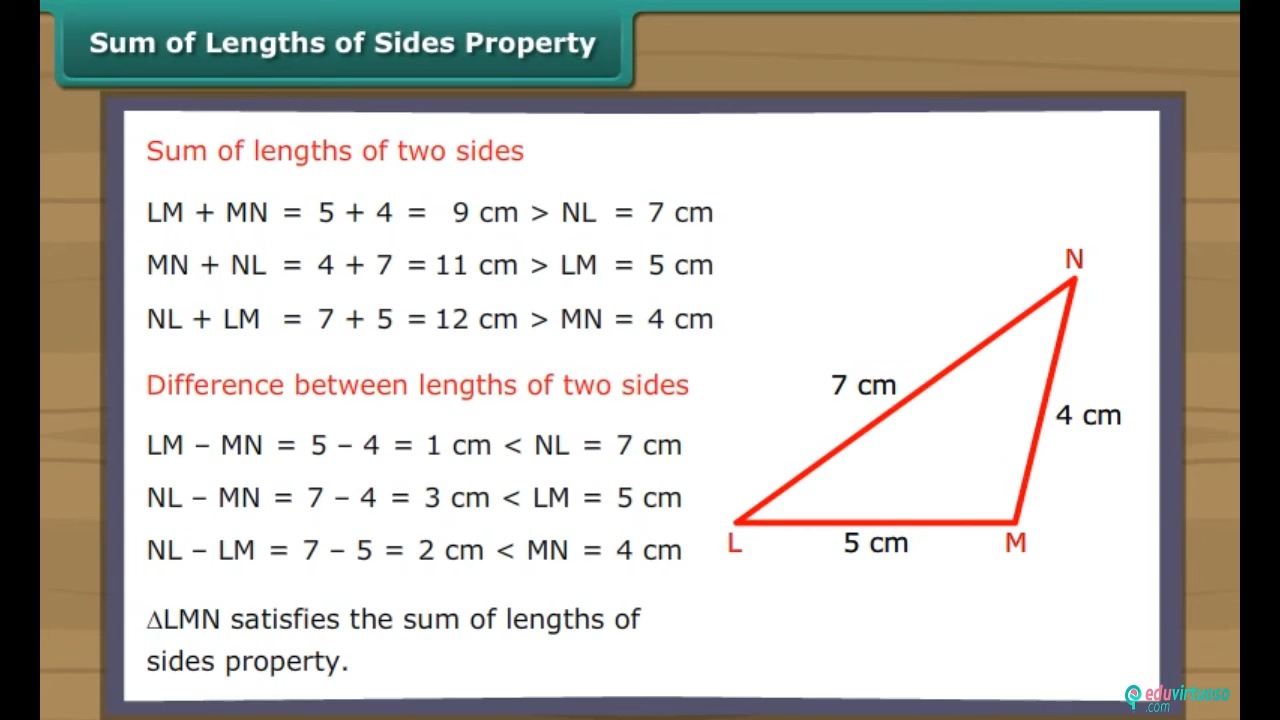 Sum of Lengths of Sides Property
Sum of lengths of two sides
LM + MN = 5 + 4 = 9 cm > NL = 7 cm
MN + NL = 4 + 7 = 11 cm > LM = 5 cm
NL + LM = 7 + 5 = 12 cm > MN = 4 cm
Difference between lengths of two sides
LM – MN = 5 – 4 = 1 cm < NL = 7 cm
NL – MN = 7 – 4 = 3 cm < LM = 5 cm
NL – LM = 7 – 5 = 2 cm < MN = 4 cm
∆LMN satisfies the sum of lengths of
sides property.
N
7 cm
4 cm
L
5 cm
M
eduvirtuoso
.com